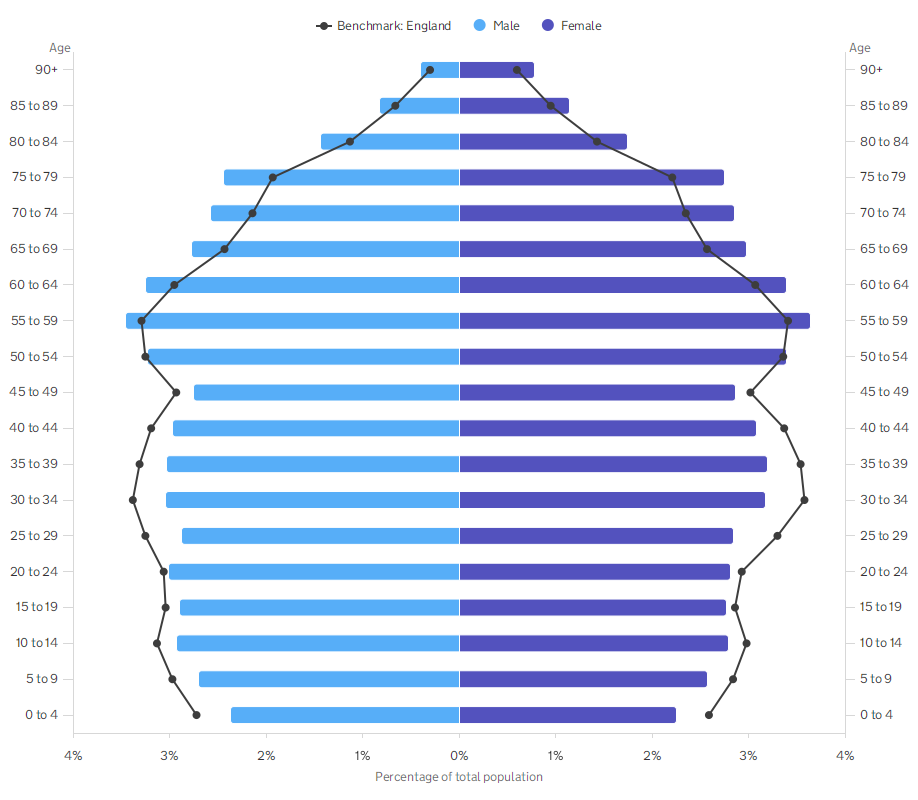 Benchmark: England Male Female
Age Age
90+ 90+
85 to 89 85 to 89
80 to 84 80 to 84
75 to 79 75 to 79
70 to 74 70 to 74
65 to 69 65 to 69
60 to 64 60 to 64
55 to 59 55 to 59
50 to 54 50 to 54
45 to 49 45 to 49
40 to 44 40 to 44
35 to 39 35 to 39
30 to 34 30 to 34
25 to 29 25 to 29
20 to 24 20 to 24
15 to 19 15 to 19
10 to 14 10 to 14
5 to 9 5 to 9
0 to 4 0 to 4
4% 3% 2% 1% 0% 1% 2% 3% 4%
Percentage of total population